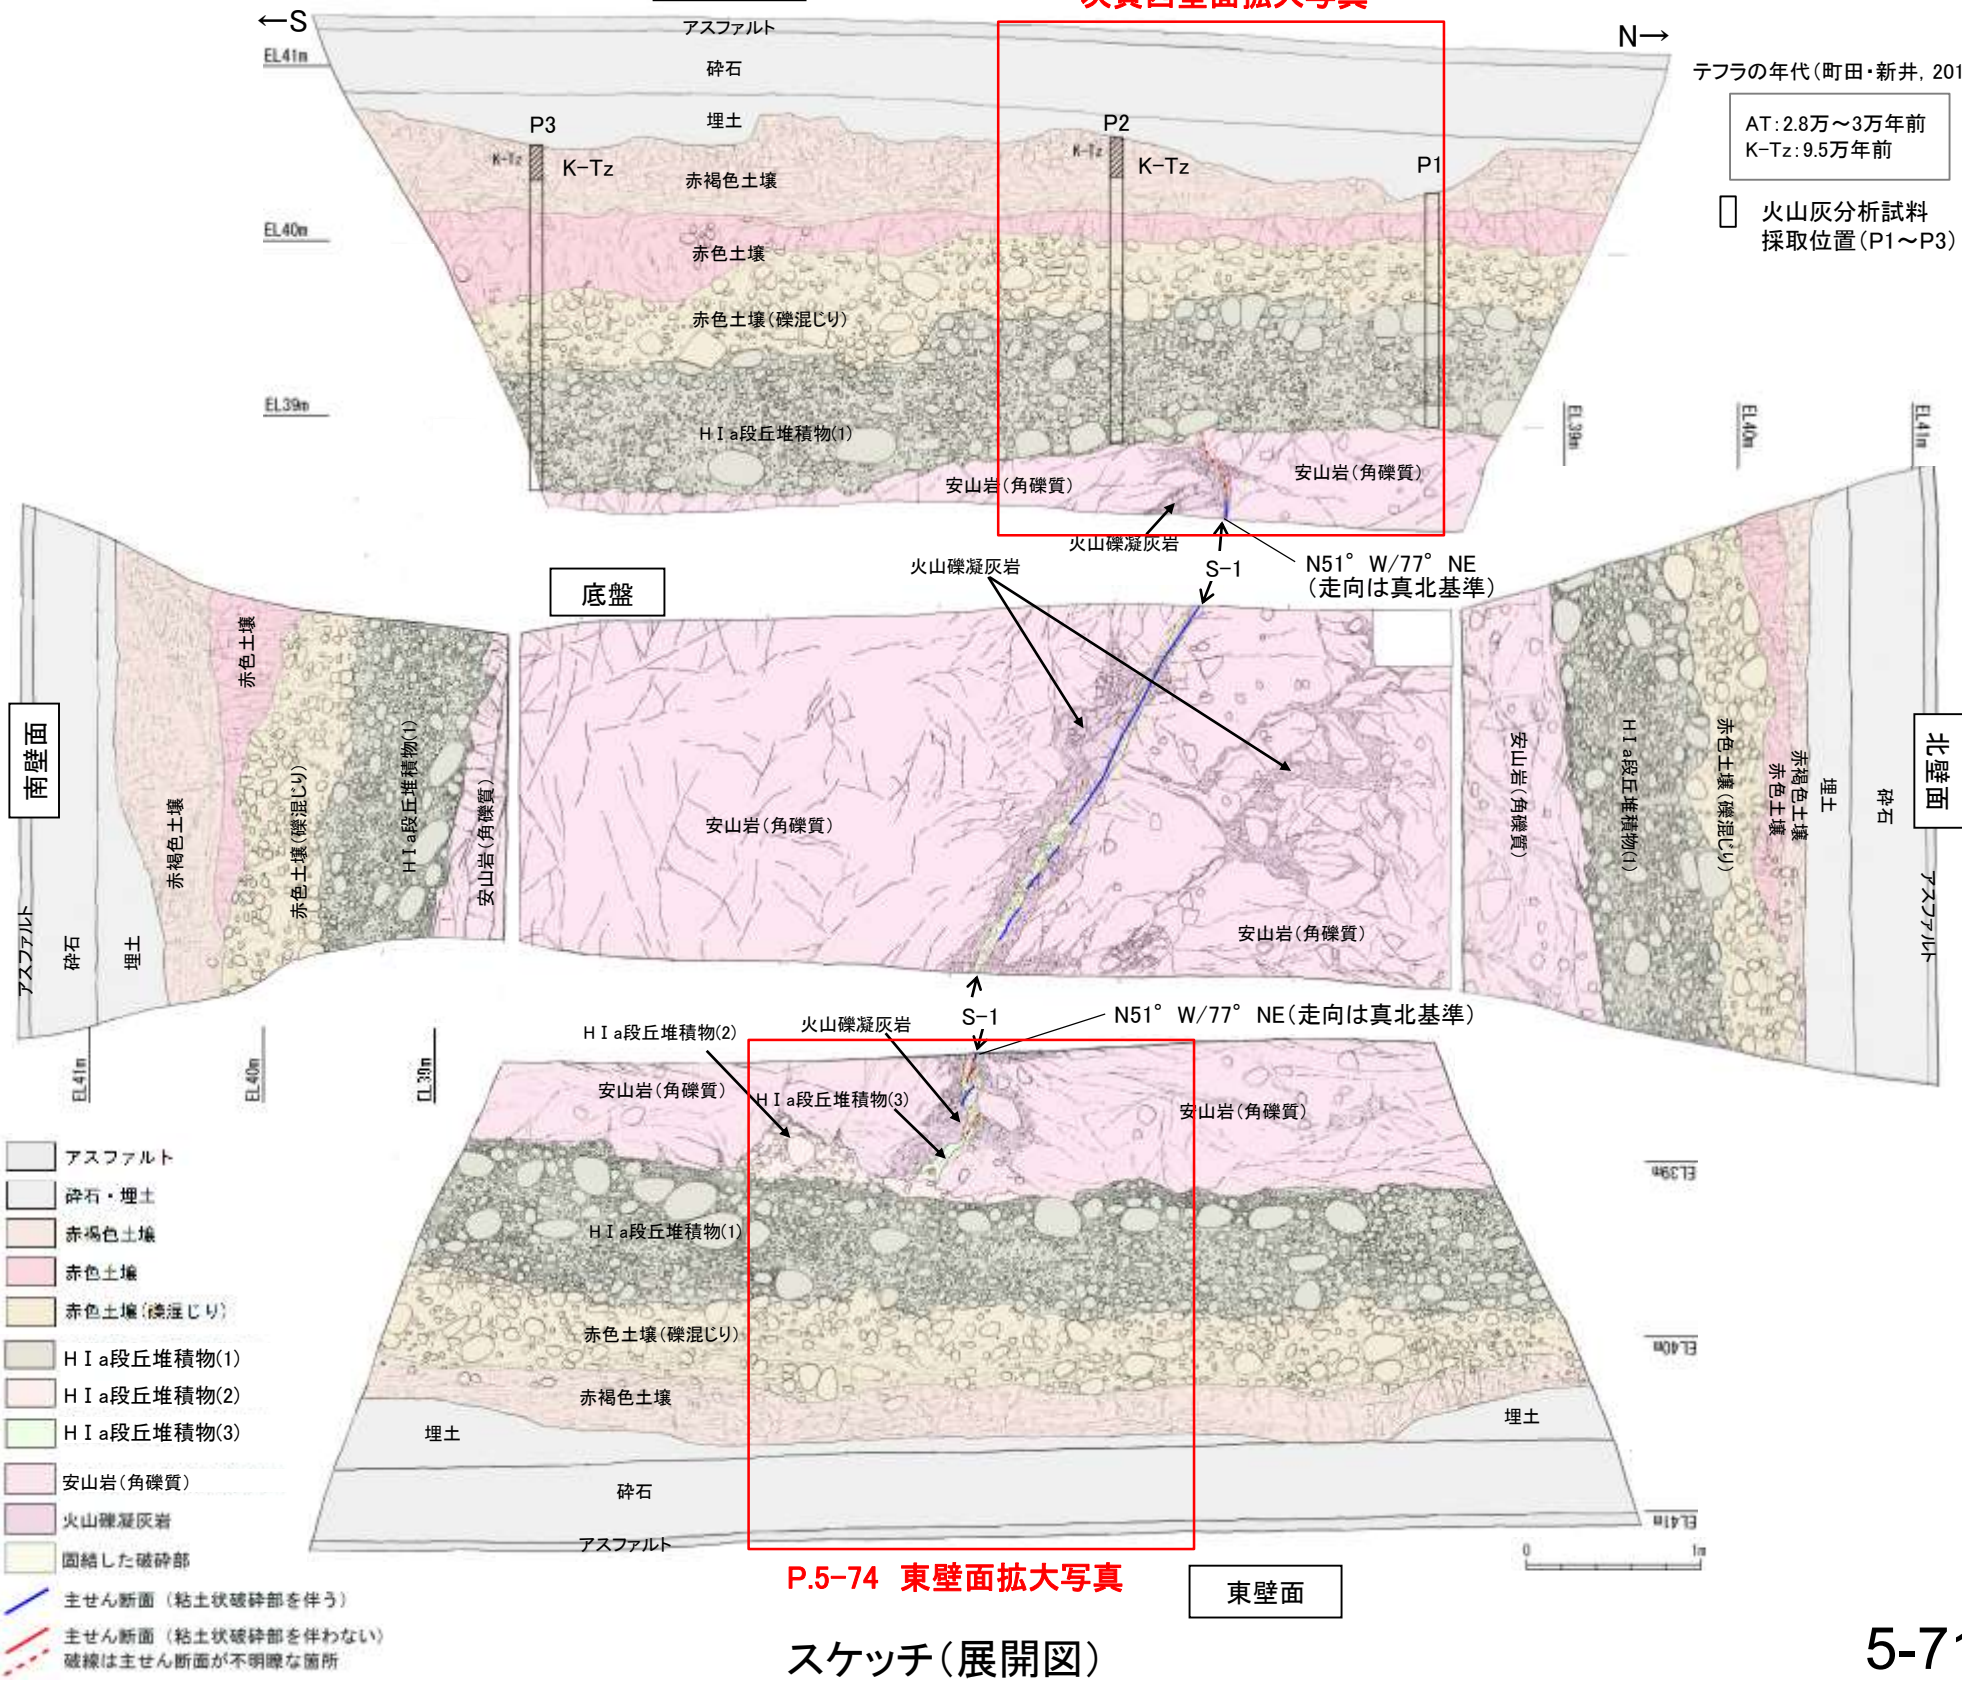 ←S
アスファルト
N→
EL41m
砕石
テフラの年代(町田・新井, 201
埋土
P3
P2
P1
AT:2.8万～3万年前
K-Tz:9.5万年前
K-Tz
K-Tz
K-Tz
K-Tz
赤褐色土壌
火山灰分析試料
採取位置(P1～P3)
EL40m
赤色土壌
赤色土壌(礫混じり)
EL39m
HⅠa段丘堆積物(1)
安山岩(角礫質)
安山岩(角礫質)
EL39m
EL40m
EL41m
火山礫凝灰岩
火山礫凝灰岩
S-1
N51°W/77°NE
(走向は真北基準)
底盤
南壁面
アスファルト
砕石
埋土
赤褐色土壌
赤色土壌
赤色土壌(礫混じり)
HⅠa段丘堆積物(1)
安山岩(角礫質)
安山岩(角礫質)
安山岩(角礫質)
安山岩(角礫質)
HⅠa段丘堆積物(1)
赤色土壌(礫混じり)
赤色土壌
赤褐色土壌
埋土
砕石
アスファルト
北壁面
EL41m
EL40m
EL39m
S-1
N51°W/77°NE(走向は真北基準)
HⅠa段丘堆積物(2)
火山礫凝灰岩
安山岩(角礫質)
HⅠa段丘堆積物(3)
安山岩(角礫質)
EL39m
HⅠa段丘堆積物(1)
赤色土壌(礫混じり)
EL40m
赤褐色土壌
埋土
埋土
砕石
EL41m
アスファルト
アスファルト
砕石・埋土
赤褐色土壌
赤色土壌
赤色土壌(礫混じり)
HⅠa段丘堆積物(1)
HⅠa段丘堆積物(2)
HⅠa段丘堆積物(3)
安山岩(角礫質)
火山礫凝灰岩
固結した破砕部
主せん断面(粘土状破砕部を伴う)
主せん断面(粘土状破砕部を伴わない)
破線は主せん断面が不明瞭な箇所
0 1m
P.5-74 東壁面拡大写真
東壁面
スケッチ(展開図)
5-71